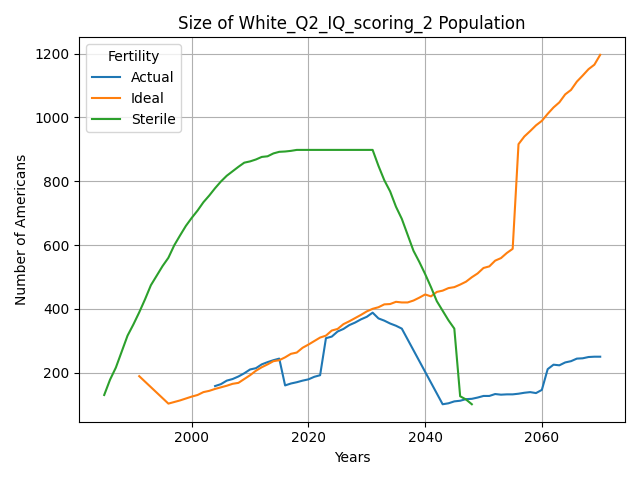 Size of White_Q2_IQ_scoring_2 Population
Fertility
Actual
Ideal
Sterile
Number of Americans
1200
1000
800
600
400
200
2000
2020
2040
2060
Years